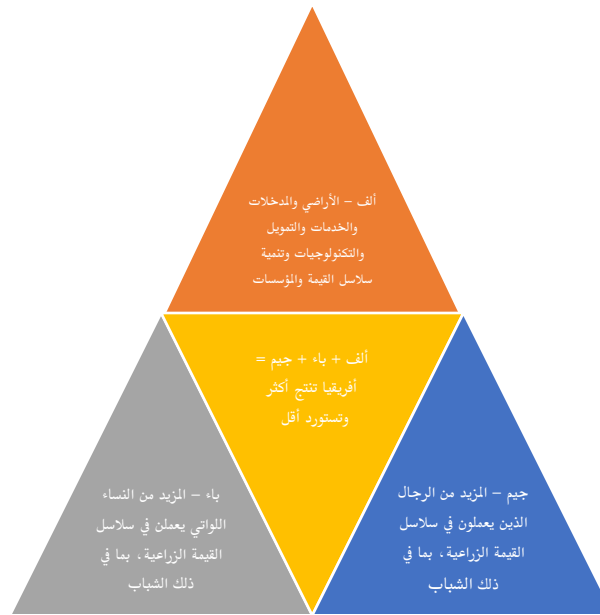 ألف – الأراضي والمدخلات
والخدمات والتمويل
والتكنولوجيات وتنمية
سلاسل القيمة والمؤسسات
ألف + باء + جيم =
أفريقيا تنتج أكثر
وتستورد أقل
جيم – المزيد من الرجال
الذين يعملون في سلاسل
القيمة الزراعية، بما في
ذلك الشباب
باء – المزيد من النساء
اللواتي يعملن في سلاسل
القيمة الزراعية، بما في
ذلك الشباب